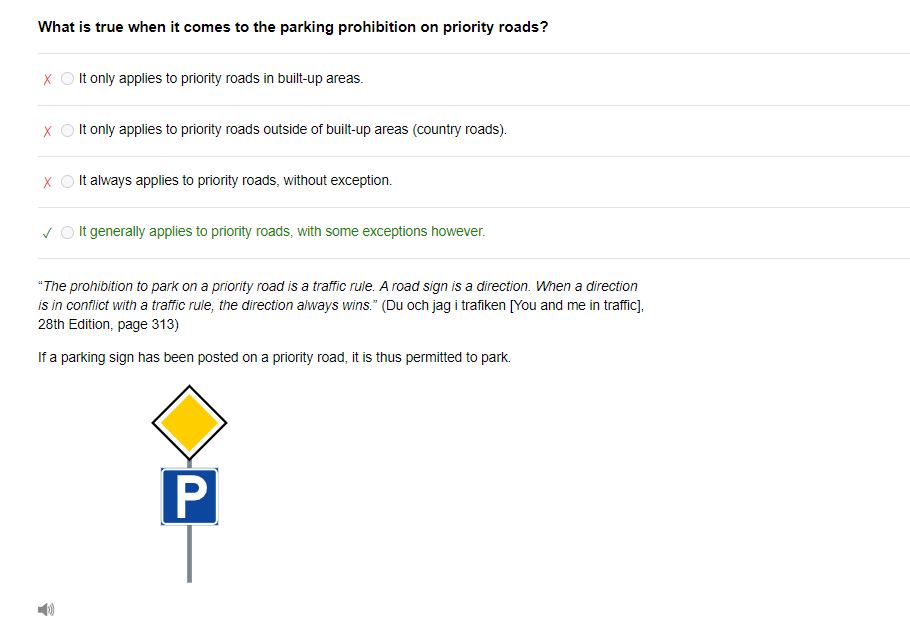 What is true when it comes to the parking prohibition on priority roads?
X It only applies to priority roads in built-up areas.
X It only applies to priority roads outside of built-up areas (country roads).
X It always applies to priority roads, without exception.
✓ It generally applies to priority roads, with some exceptions however.
“The prohibition to park on a priority road is a traffic rule. A road sign is a direction. When a direction
is in conflict with a traffic rule, the direction always wins.” (Du och jag i trafiken [You and me in traffic],
28th Edition, page 313)
If a parking sign has been posted on a priority road, it is thus permitted to park.
P